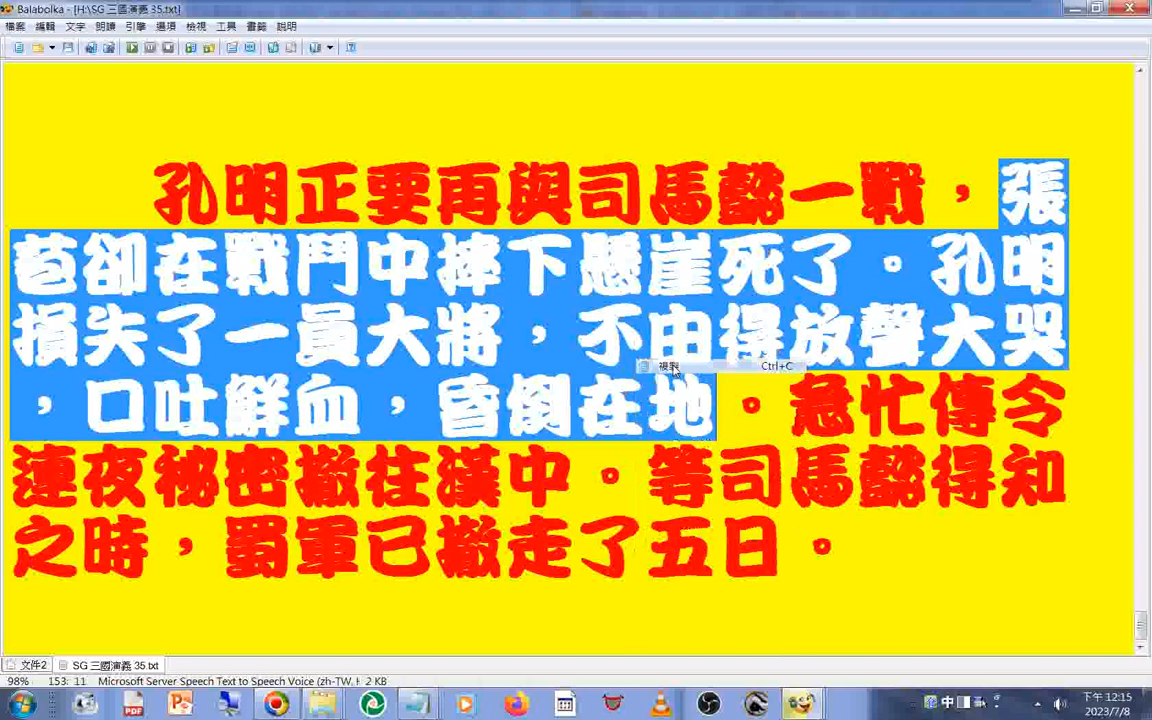 Balabolka - [H:\SG 三國演義 35.txt]
檔案 編輯 文字 朗讀 引擎 選項 檢視 工具 書籤 說明
孔明正要再與司馬懿一戰，張
苞卻在戰鬥中摔下懸崖死了。孔明
損失了一員大將，不由得放聲大哭
，口吐鮮血，昏倒在地。急忙傳令
連夜祕密撤往漢中。等司馬懿得知
之時，蜀軍已撤走了五日。
複製 Ctrl+C
文件2 SG 三國演義 35.txt
98% 153: 11 Microsoft Server Speech Text to Speech Voice (zh-TW, 2 KB
PDF
中
下午 12:15
2023/7/8